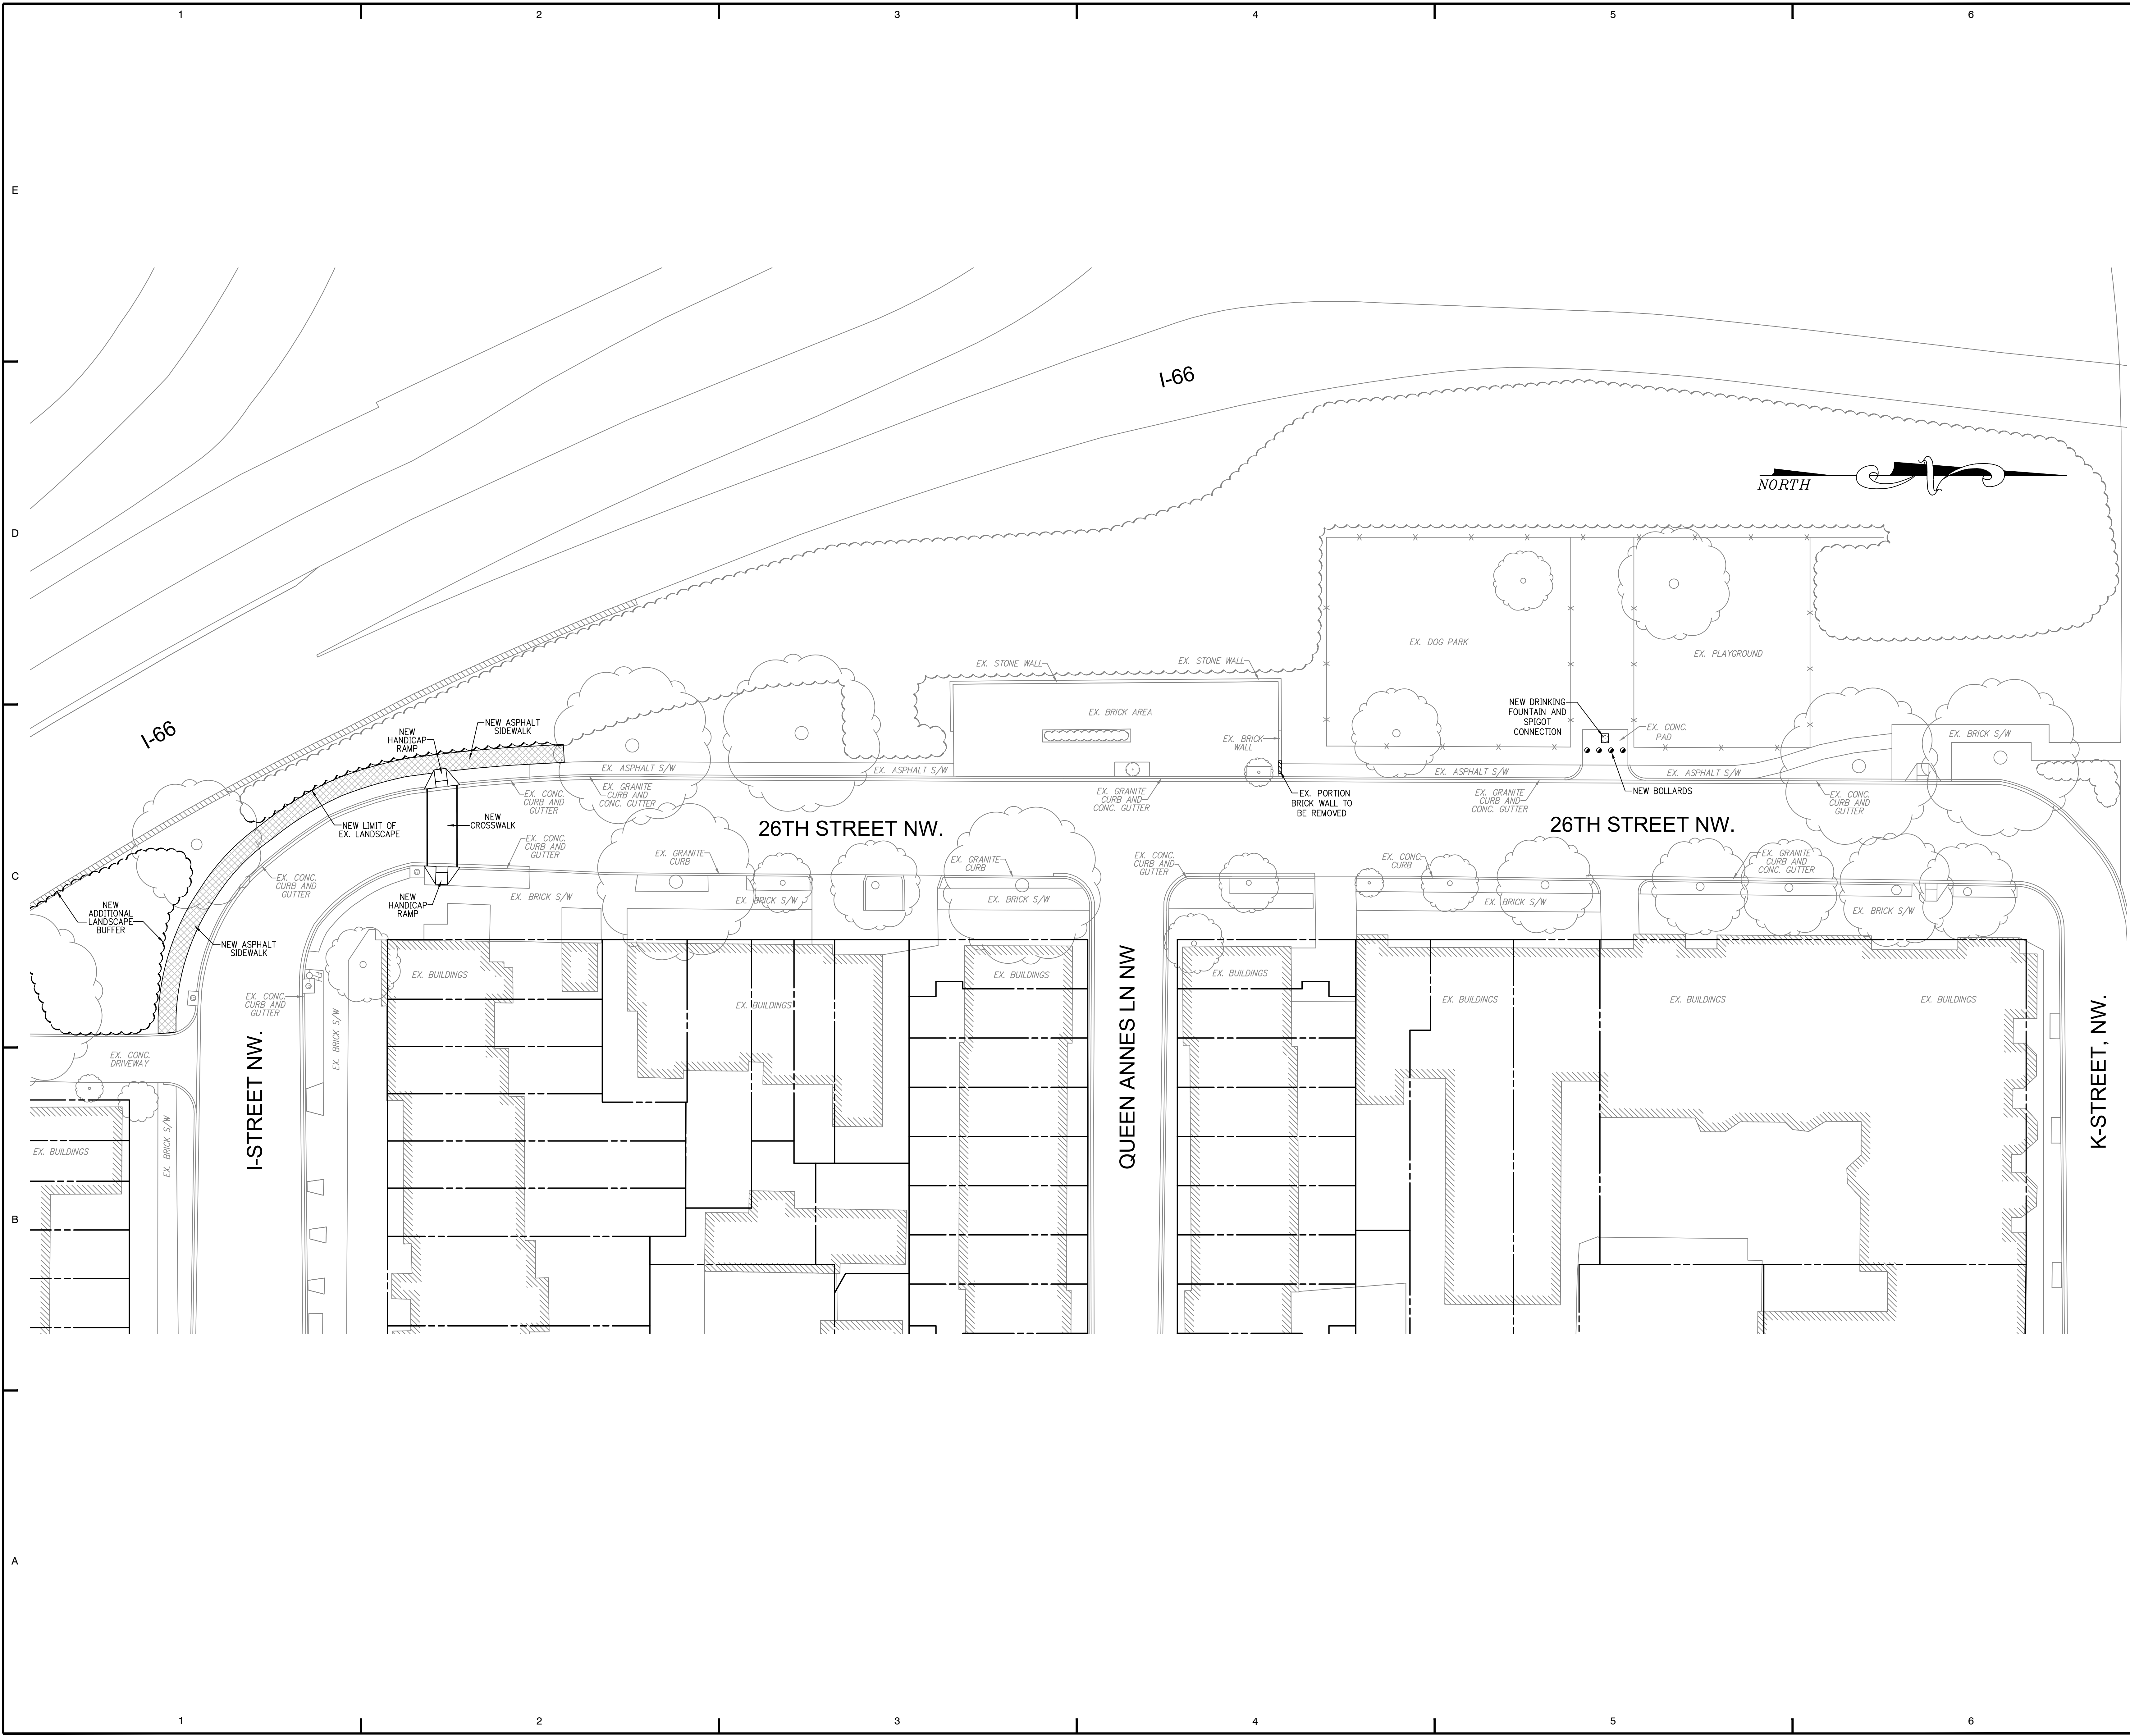 1 2 3 4 5 6
E
D
C
B
A
I-66
NORTH
EX. DOG PARK
EX. PLAYGROUND
EX. STONE WALL
EX. STONE WALL
EX. BRICK AREA
NEW DRINKING
FOUNTAIN AND
SPIGOT
CONNECTION
EX. CONC.
PAD
EX. BRICK S/W
I-66
NEW
HANDICAP
RAMP
NEW ASPHALT
SIDEWALK
EX. BRICK
WALL
EX. ASPHALT S/W
EX. ASPHALT S/W
EX. ASPHALT S/W
EX. ASPHALT S/W
EX. CONC.
CURB AND
GUTTER
EX. GRANITE
CURB AND
CONC. GUTTER
EX. GRANITE
CURB AND
CONC. GUTTER
EX. PORTION
BRICK WALL TO
BE REMOVED
EX. GRANITE
CURB AND
CONC. GUTTER
NEW BOLLARDS
EX. CONC.
CURB AND
GUTTER
NEW LIMIT OF
EX. LANDSCAPE
NEW
CROSSWALK
26TH STREET NW.
26TH STREET NW.
EX. CONC.
CURB AND
GUTTER
EX. GRANITE
CURB
EX. GRANITE
CURB
EX. CONC.
CURB AND
GUTTER
EX. CONC.
CURB
EX. GRANITE
CURB AND
CONC. GUTTER
EX. CONC.
CURB AND
GUTTER
NEW
HANDICAP
RAMP
EX. BRICK S/W
EX. BRICK S/W
EX. BRICK S/W
EX. BRICK S/W
EX. BRICK S/W
NEW
ADDITIONAL
LANDSCAPE
BUFFER
NEW ASPHALT
SIDEWALK
EX. CONC.
CURB AND
GUTTER
EX. BUILDINGS
EX. BUILDINGS
EX. BUILDINGS
EX. BUILDINGS
EX. BUILDINGS
EX. BUILDINGS
EX. BUILDINGS
EX. CONC.
DRIVEWAY
EX. BRICK S/W
I-STREET NW.
EX. BRICK S/W
QUEEN ANNES LN NW
K-STREET, NW.
EX. BUILDINGS
1 2 3 4 5 6